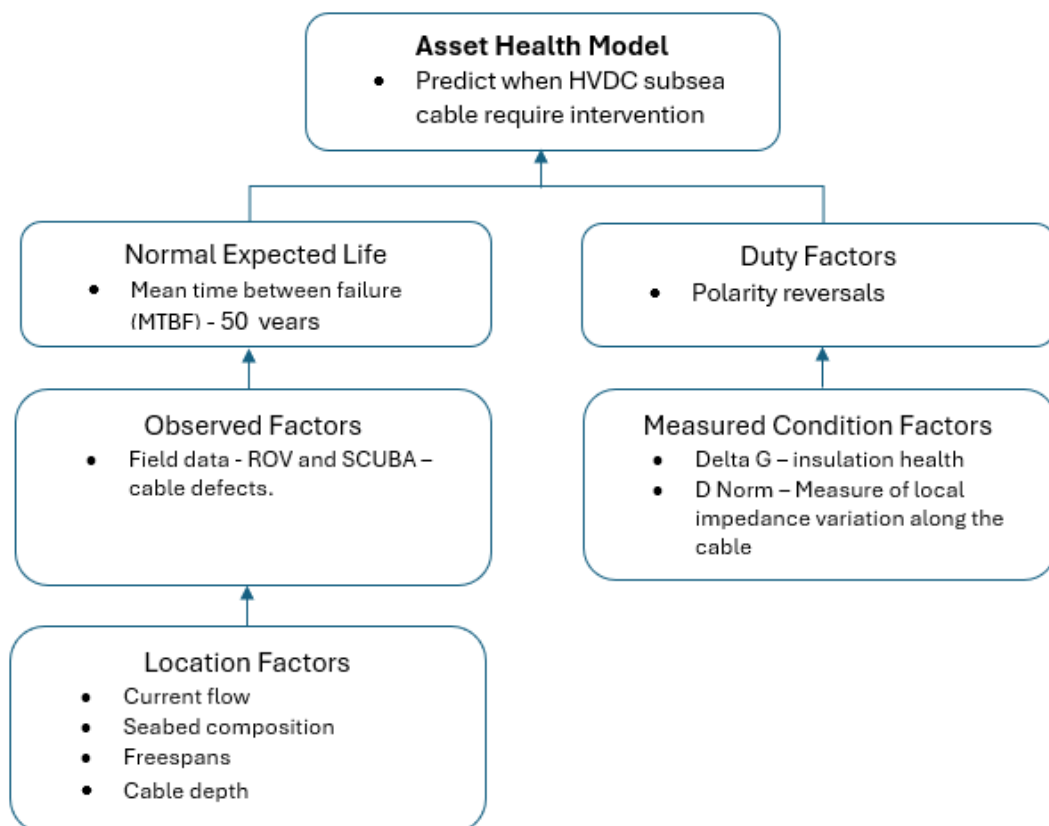 Asset Health Model
• Predict when HVDC subsea
cable require intervention
Normal Expected Life
• Mean time between failure
(MTBF) - 50 years
Duty Factors
• Polarity reversals
Observed Factors
• Field data - ROV and SCUBA –
cable defects.
Measured Condition Factors
• Delta G – insulation health
• D Norm – Measure of local
impedance variation along the
cable
Location Factors
• Current flow
• Seabed composition
• Freespans
• Cable depth